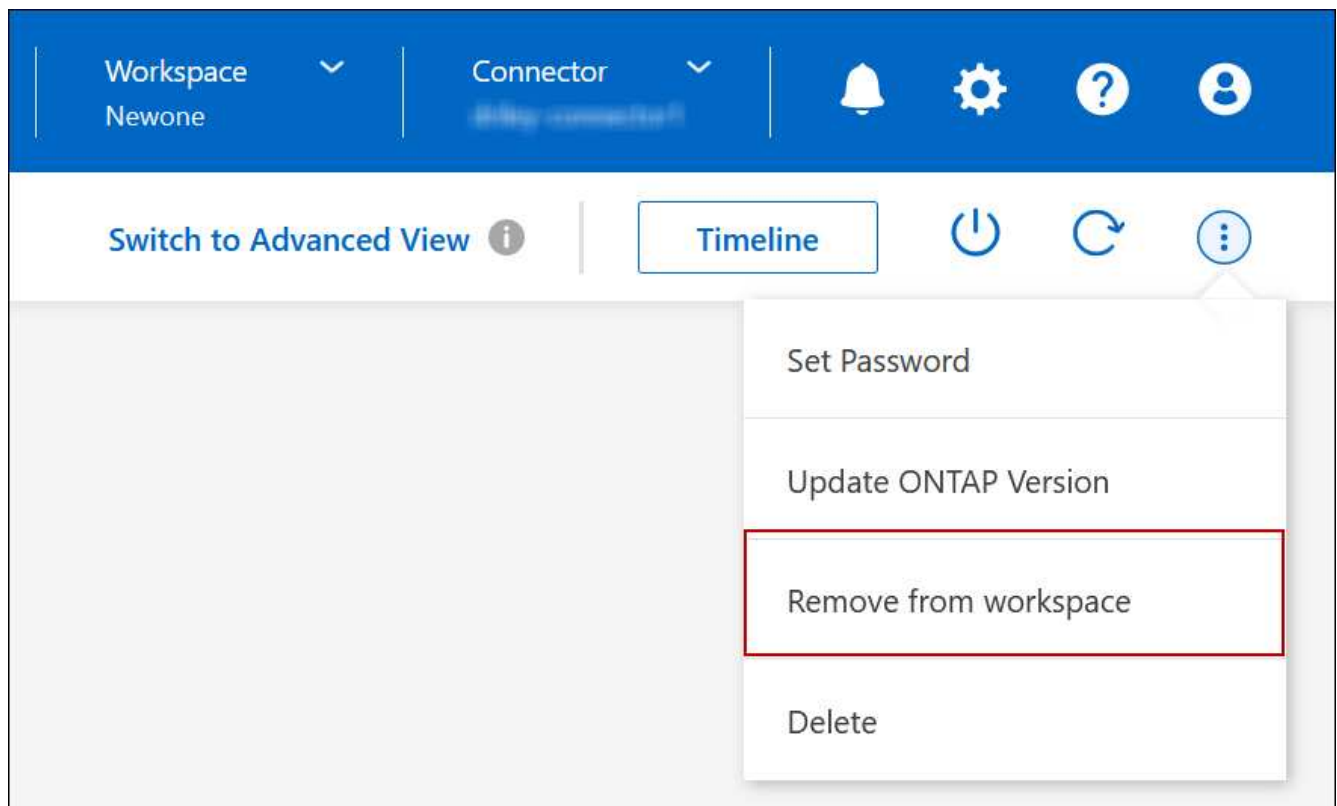 Workspace
Newone
Connector
Switch to Advanced View
Timeline
Set Password
Update ONTAP Version
Remove from workspace
Delete